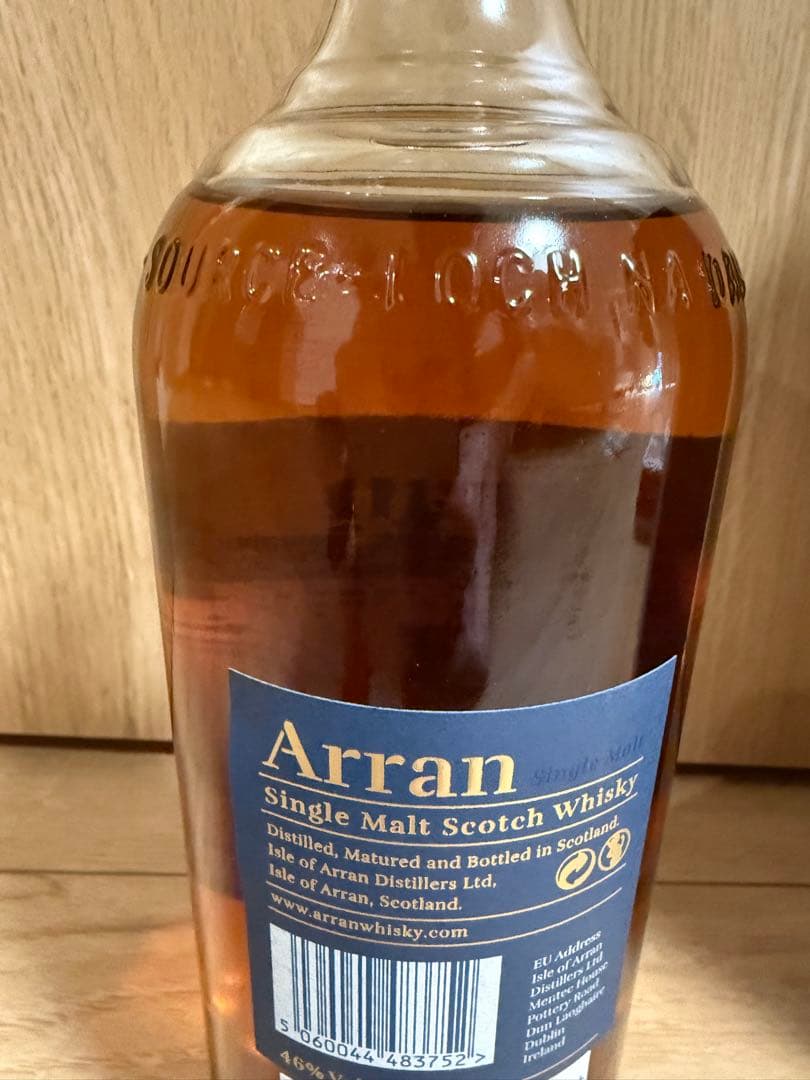 SOURCE - LOCH NA
Arran
Single Malt
Single Malt Scotch Whisky
Distilled, Matured and Bottled in Scotland.
Isle of Arran Distillers Ltd,
Isle of Arran, Scotland.
www.arranwhisky.com
EU Address
Isle of Arran
Distillers Ltd
Mentec House
Pottery Road
Dun Laoghaire
Dublin
Ireland
5 060044 483752 >
46%